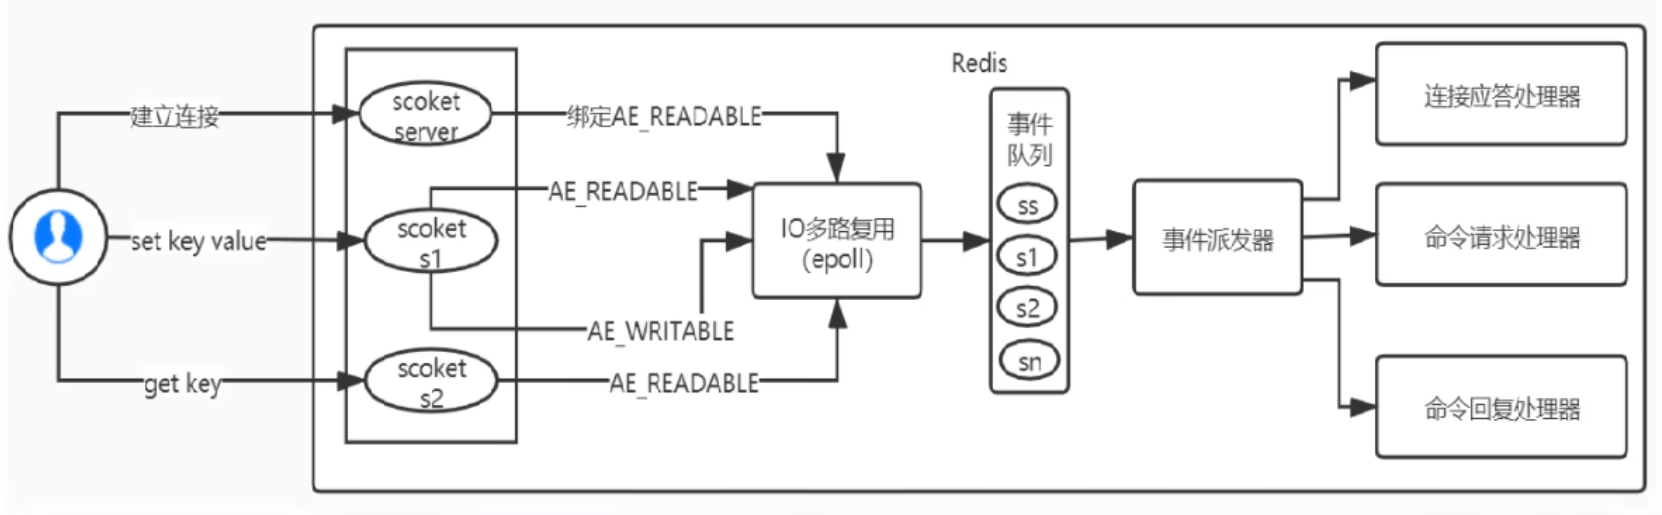 Redis
建立连接
scoket
server
绑定AE_READABLE
连接应答处理器
事件
队列
AE_READABLE
set key value
scoket
s1
IO多路复用
(epoll)
ss
s1
s2
sn
事件派发器
命令请求处理器
AE_WRITABLE
get key
scoket
s2
AE_READABLE
命令回复处理器